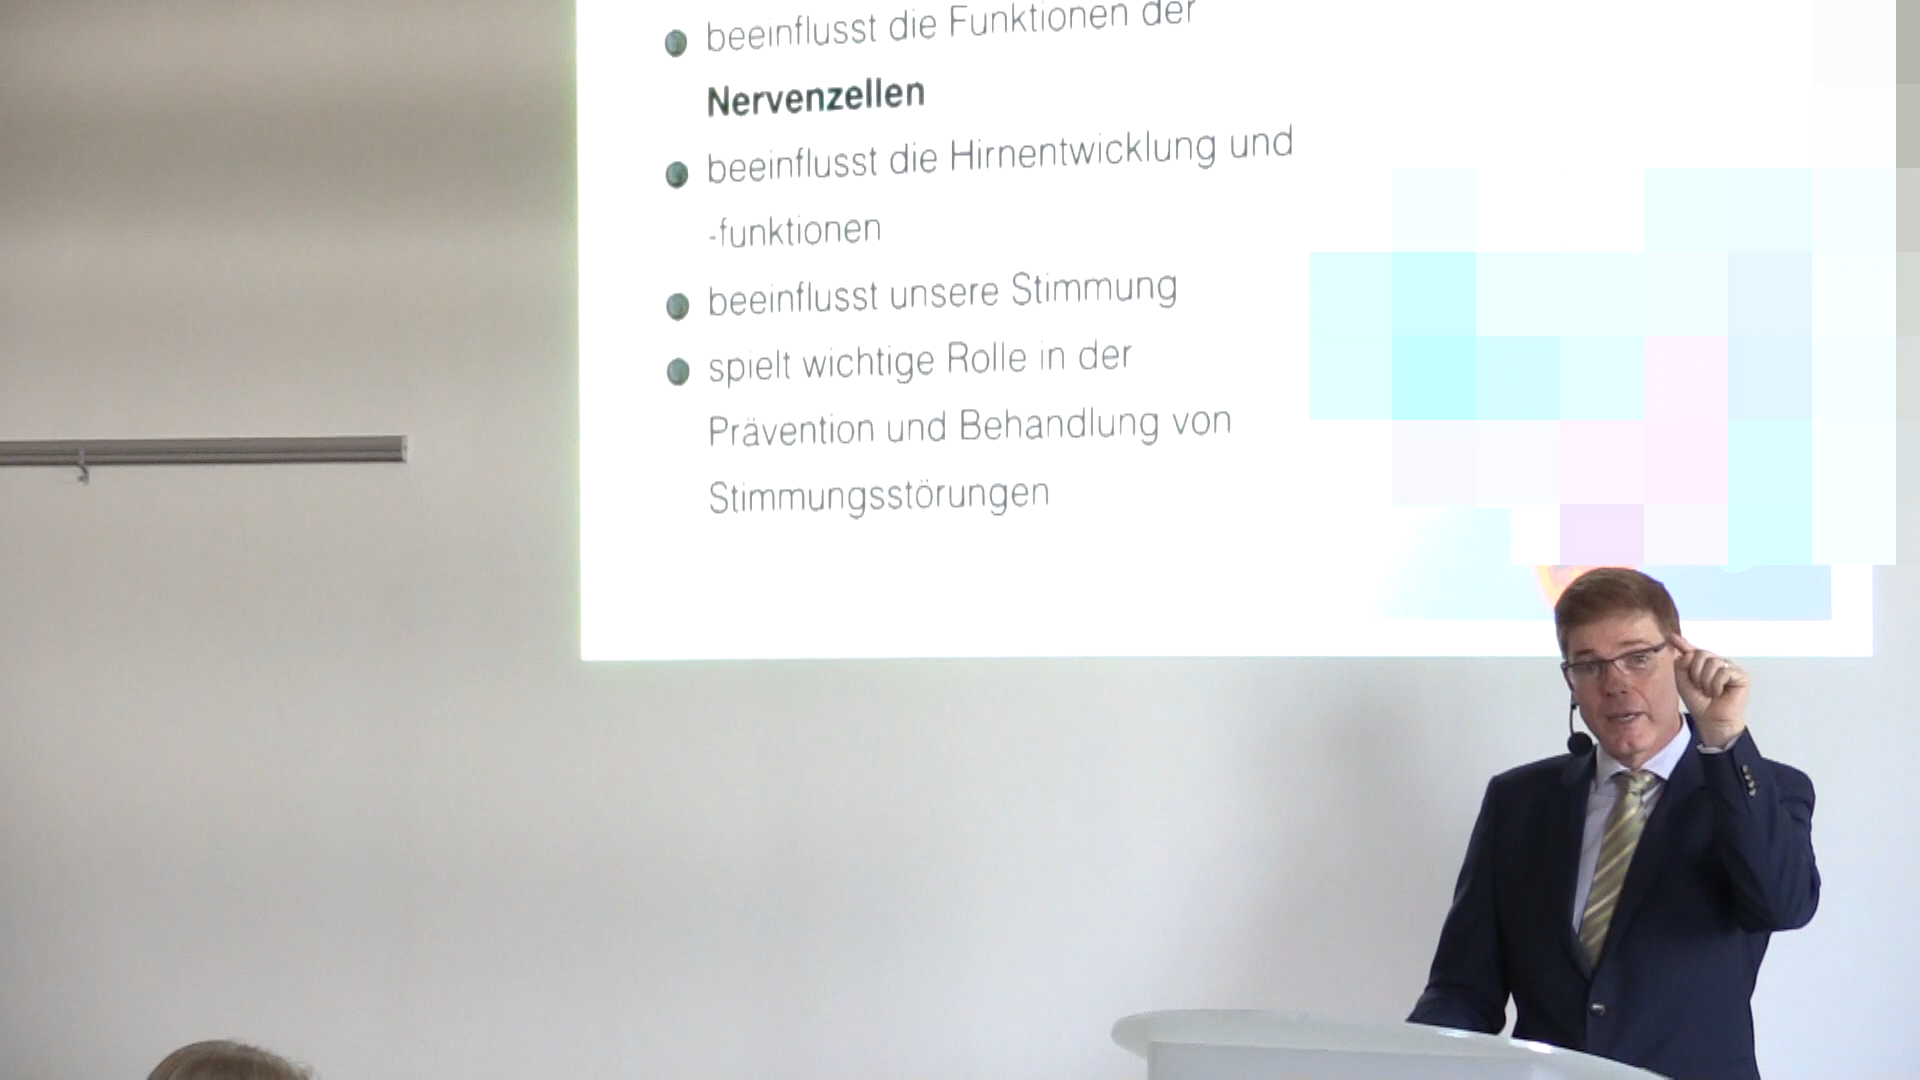 beeinflusst die Funktionen der
Nervenzellen
beeinflusst die Hirnentwicklung und
-funktionen
beeinflusst unsere Stimmung
spielt wichtige Rolle in der
Prävention und Behandlung von
Stimmungsstörungen